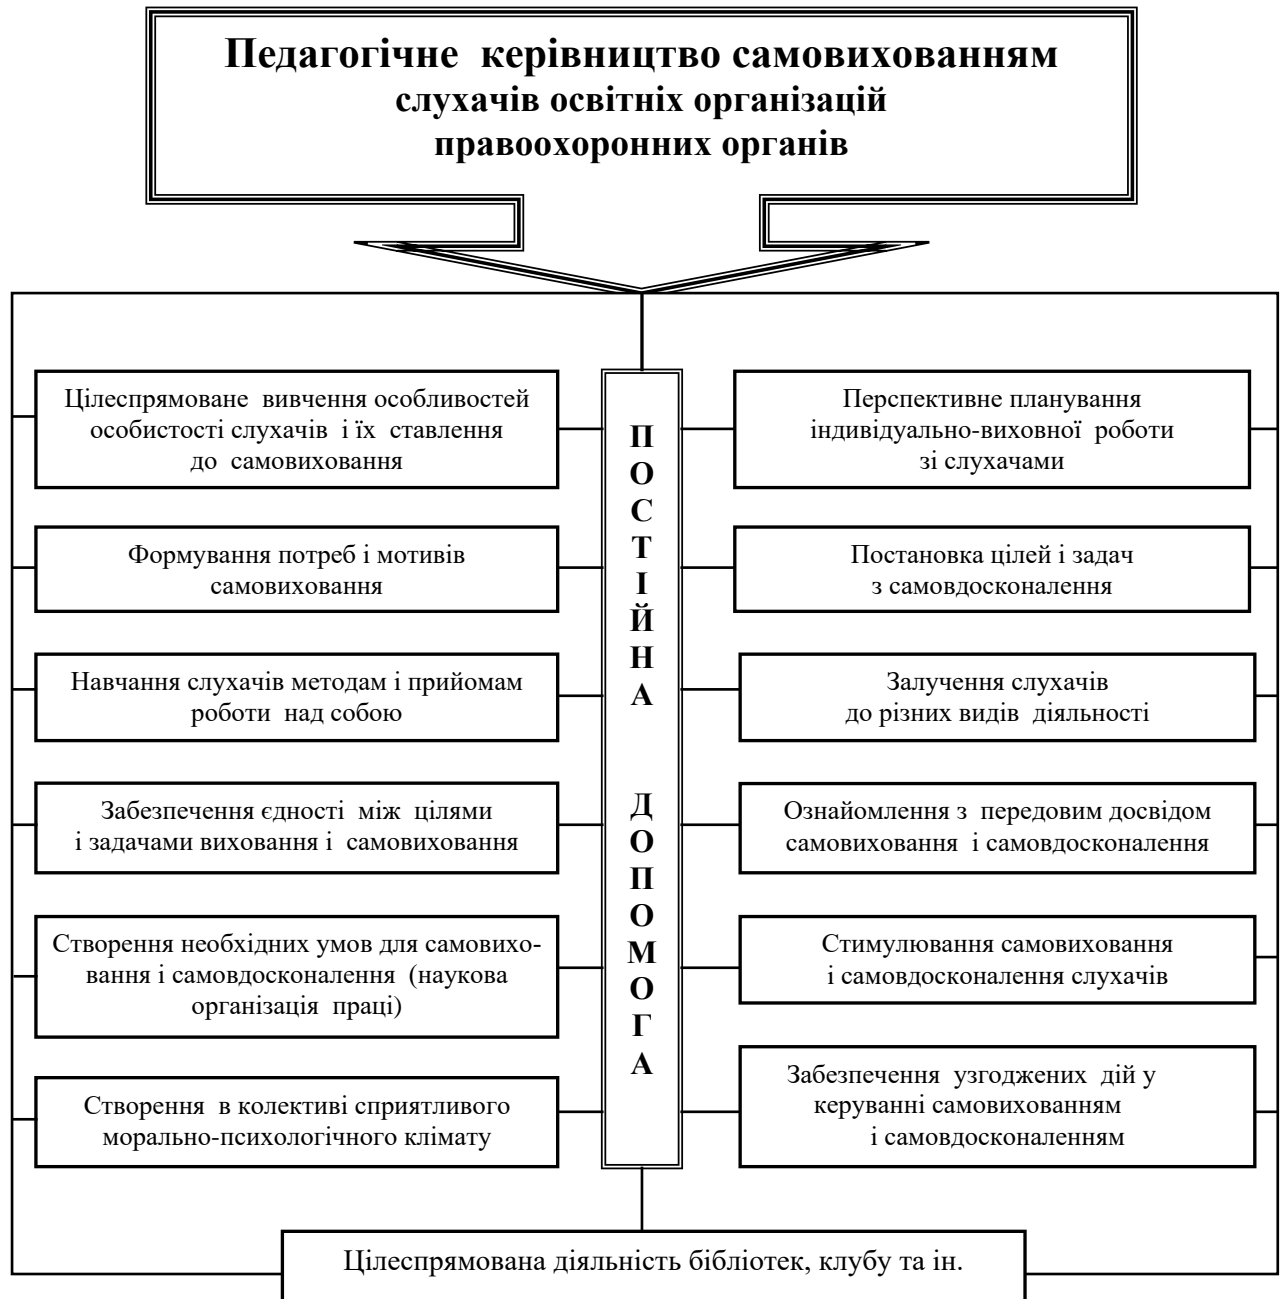 Педагогічне керівництво самовихованням
слухачів освітніх організацій
правоохоронних органів
Цілеспрямоване вивчення особливостей
особистості слухачів і їх ставлення
до самовиховання
Формування потреб і мотивів
самовиховання
Навчання слухачів методам і прийомам
роботи над собою
Забезпечення єдності між цілями
і задачами виховання і самовиховання
Створення необхідних умов для самовихо-
вання і самовдосконалення (наукова
організація праці)
Створення в колективі сприятливого
морально-психологічного клімату
ПОСТІЙНА ДОПОМОГА
Перспективне планування
індивідуально-виховної роботи
зі слухачами
Постановка цілей і задач
з самовдосконалення
Залучення слухачів
до різних видів діяльності
Ознайомлення з передовим досвідом
самовиховання і самовдосконалення
Стимулювання самовиховання
і самовдосконалення слухачів
Забезпечення узгоджених дій у
керуванні самовихованням
і самовдосконаленням
Цілеспрямована діяльність бібліотек, клубу та ін.